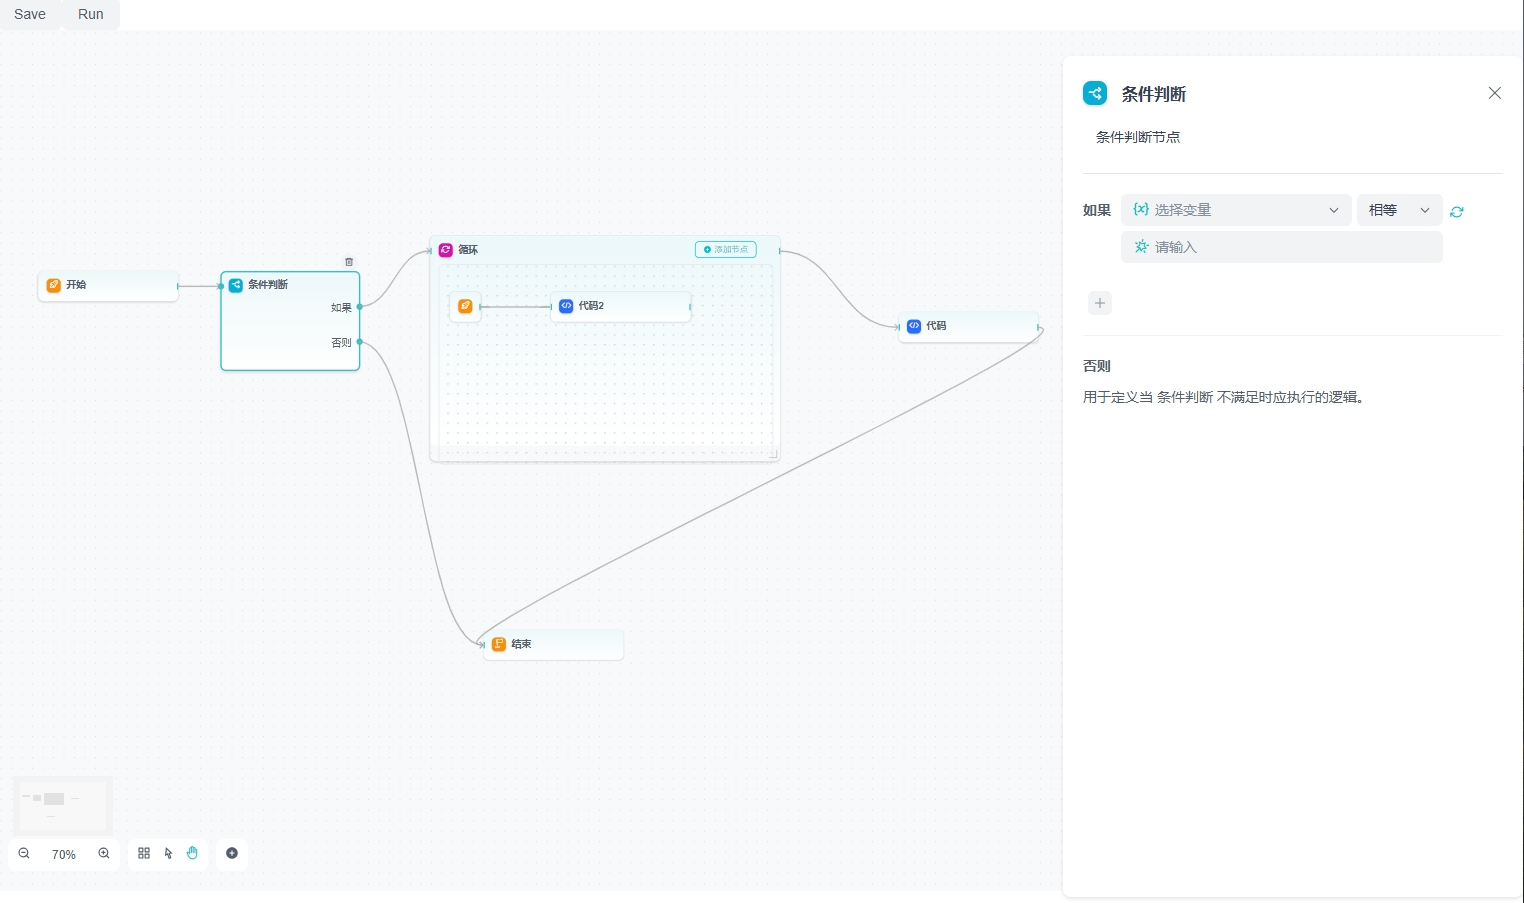 Save Run
条件判断
条件判断节点
如果 {x} 选择变量 相等
请输入
否则
用于定义当 条件判断 不满足时应执行的逻辑。
开始
条件判断
如果
否则
循环 添加节点
代码2
代码
结束
70%